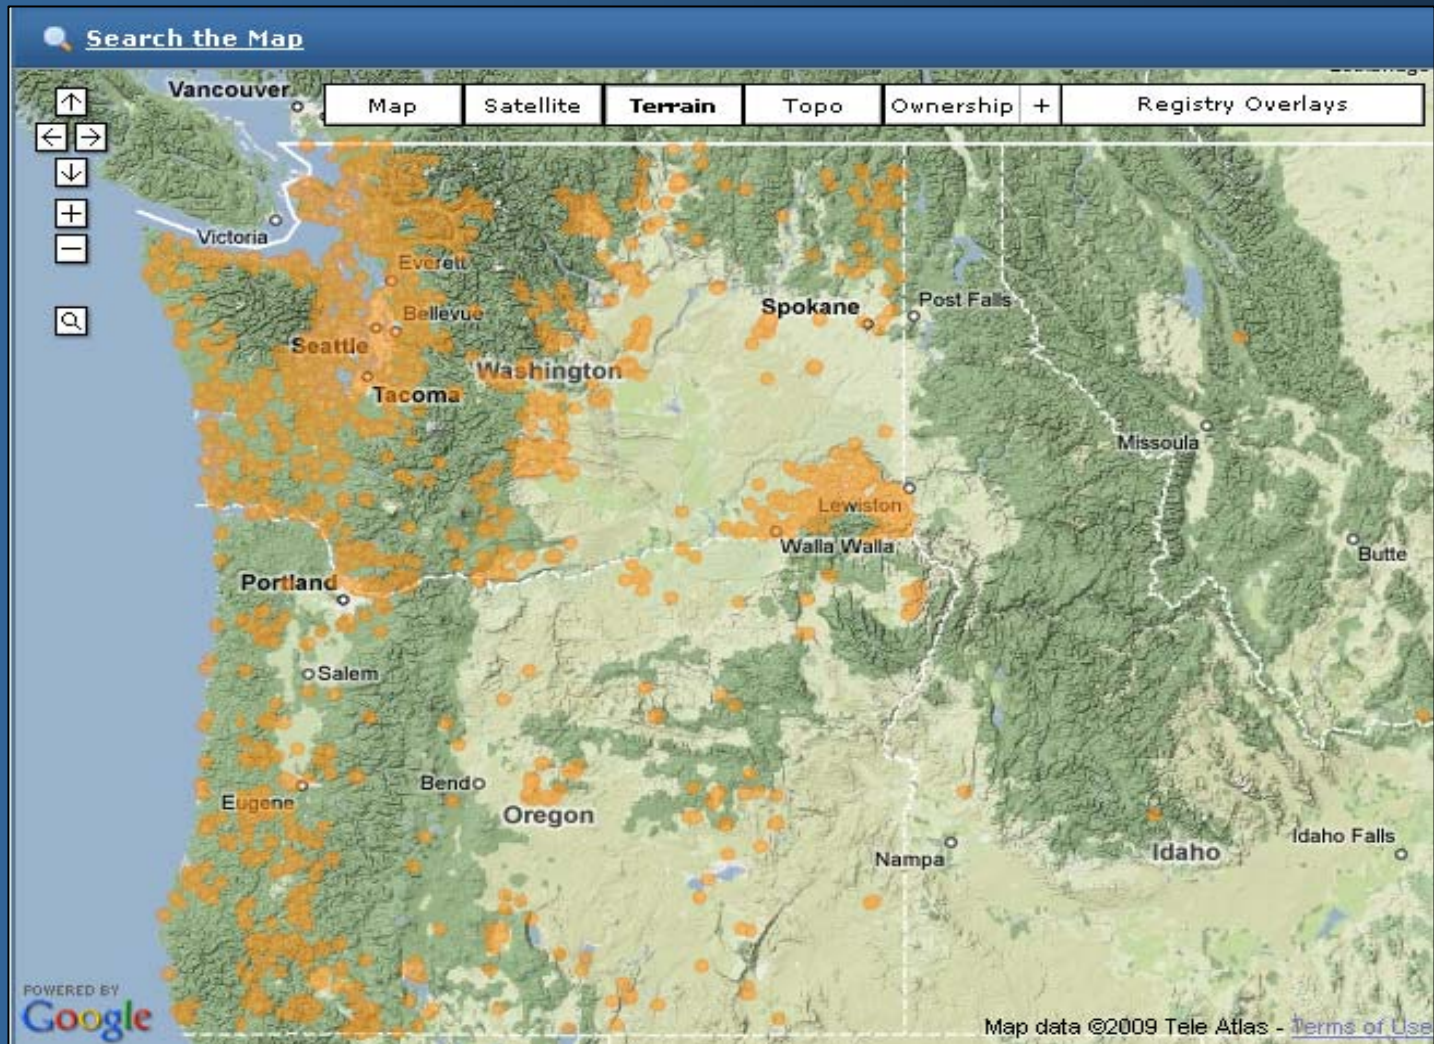 Search the Map
Vancouver
Map Satellite Terrain Topo Ownership + Registry Overlays
Victoria
Everett
Bellevue
Seattle
Washington
Tacoma
Spokane
Post Falls
Missoula
Lewiston
Walla Walla
Butte
Portland
Salem
Bend
Eugene
Oregon
Nampa
Idaho
Idaho Falls
POWERED BY
Google
Map data ©2009 Tele Atlas - Terms of Use